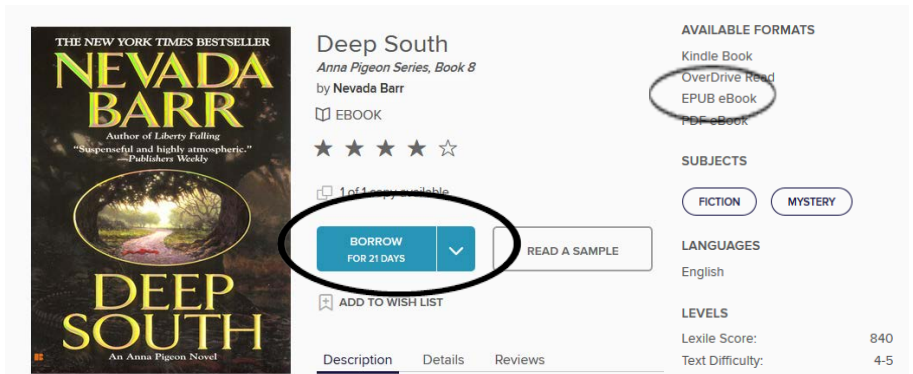 THE NEW YORK TIMES BESTSELLER
NEVADA
BARR
Author of Liberty Falling
"Suspenseful and highly atmospheric."
—Publishers Weekly
DEEP
SOUTH
An Anna Pigeon Novel
Deep South
Anna Pigeon Series, Book 8
by Nevada Barr
EBOOK
1 of 1 copy available
BORROW
FOR 21 DAYS
READ A SAMPLE
ADD TO WISH LIST
Description Details Reviews
AVAILABLE FORMATS
Kindle Book
OverDrive Read
EPUB eBook
PDF eBook
SUBJECTS
FICTION MYSTERY
LANGUAGES
English
LEVELS
Lexile Score: 840
Text Difficulty: 4-5